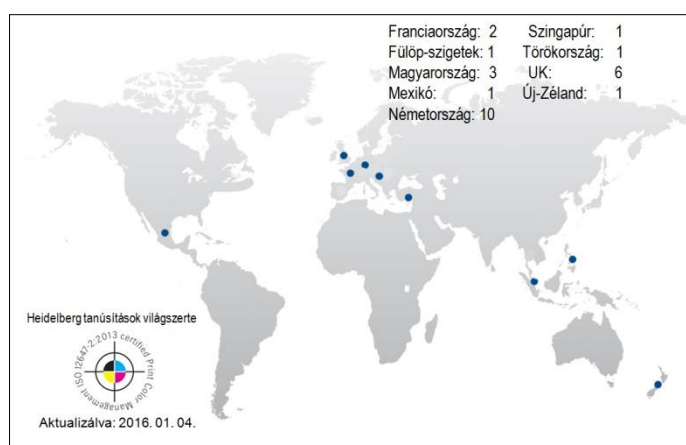 Franciaország: 2 Szingapúr: 1
Fülöp-szigetek: 1 Törökország: 1
Magyarország: 3 UK: 6
Mexikó: 1 Új-Zéland: 1
Németország: 10
Heidelberg tanúsítások világszerte
ISO 12647-2:2013 certified
Print Color Management
Aktualizálva: 2016. 01. 04.